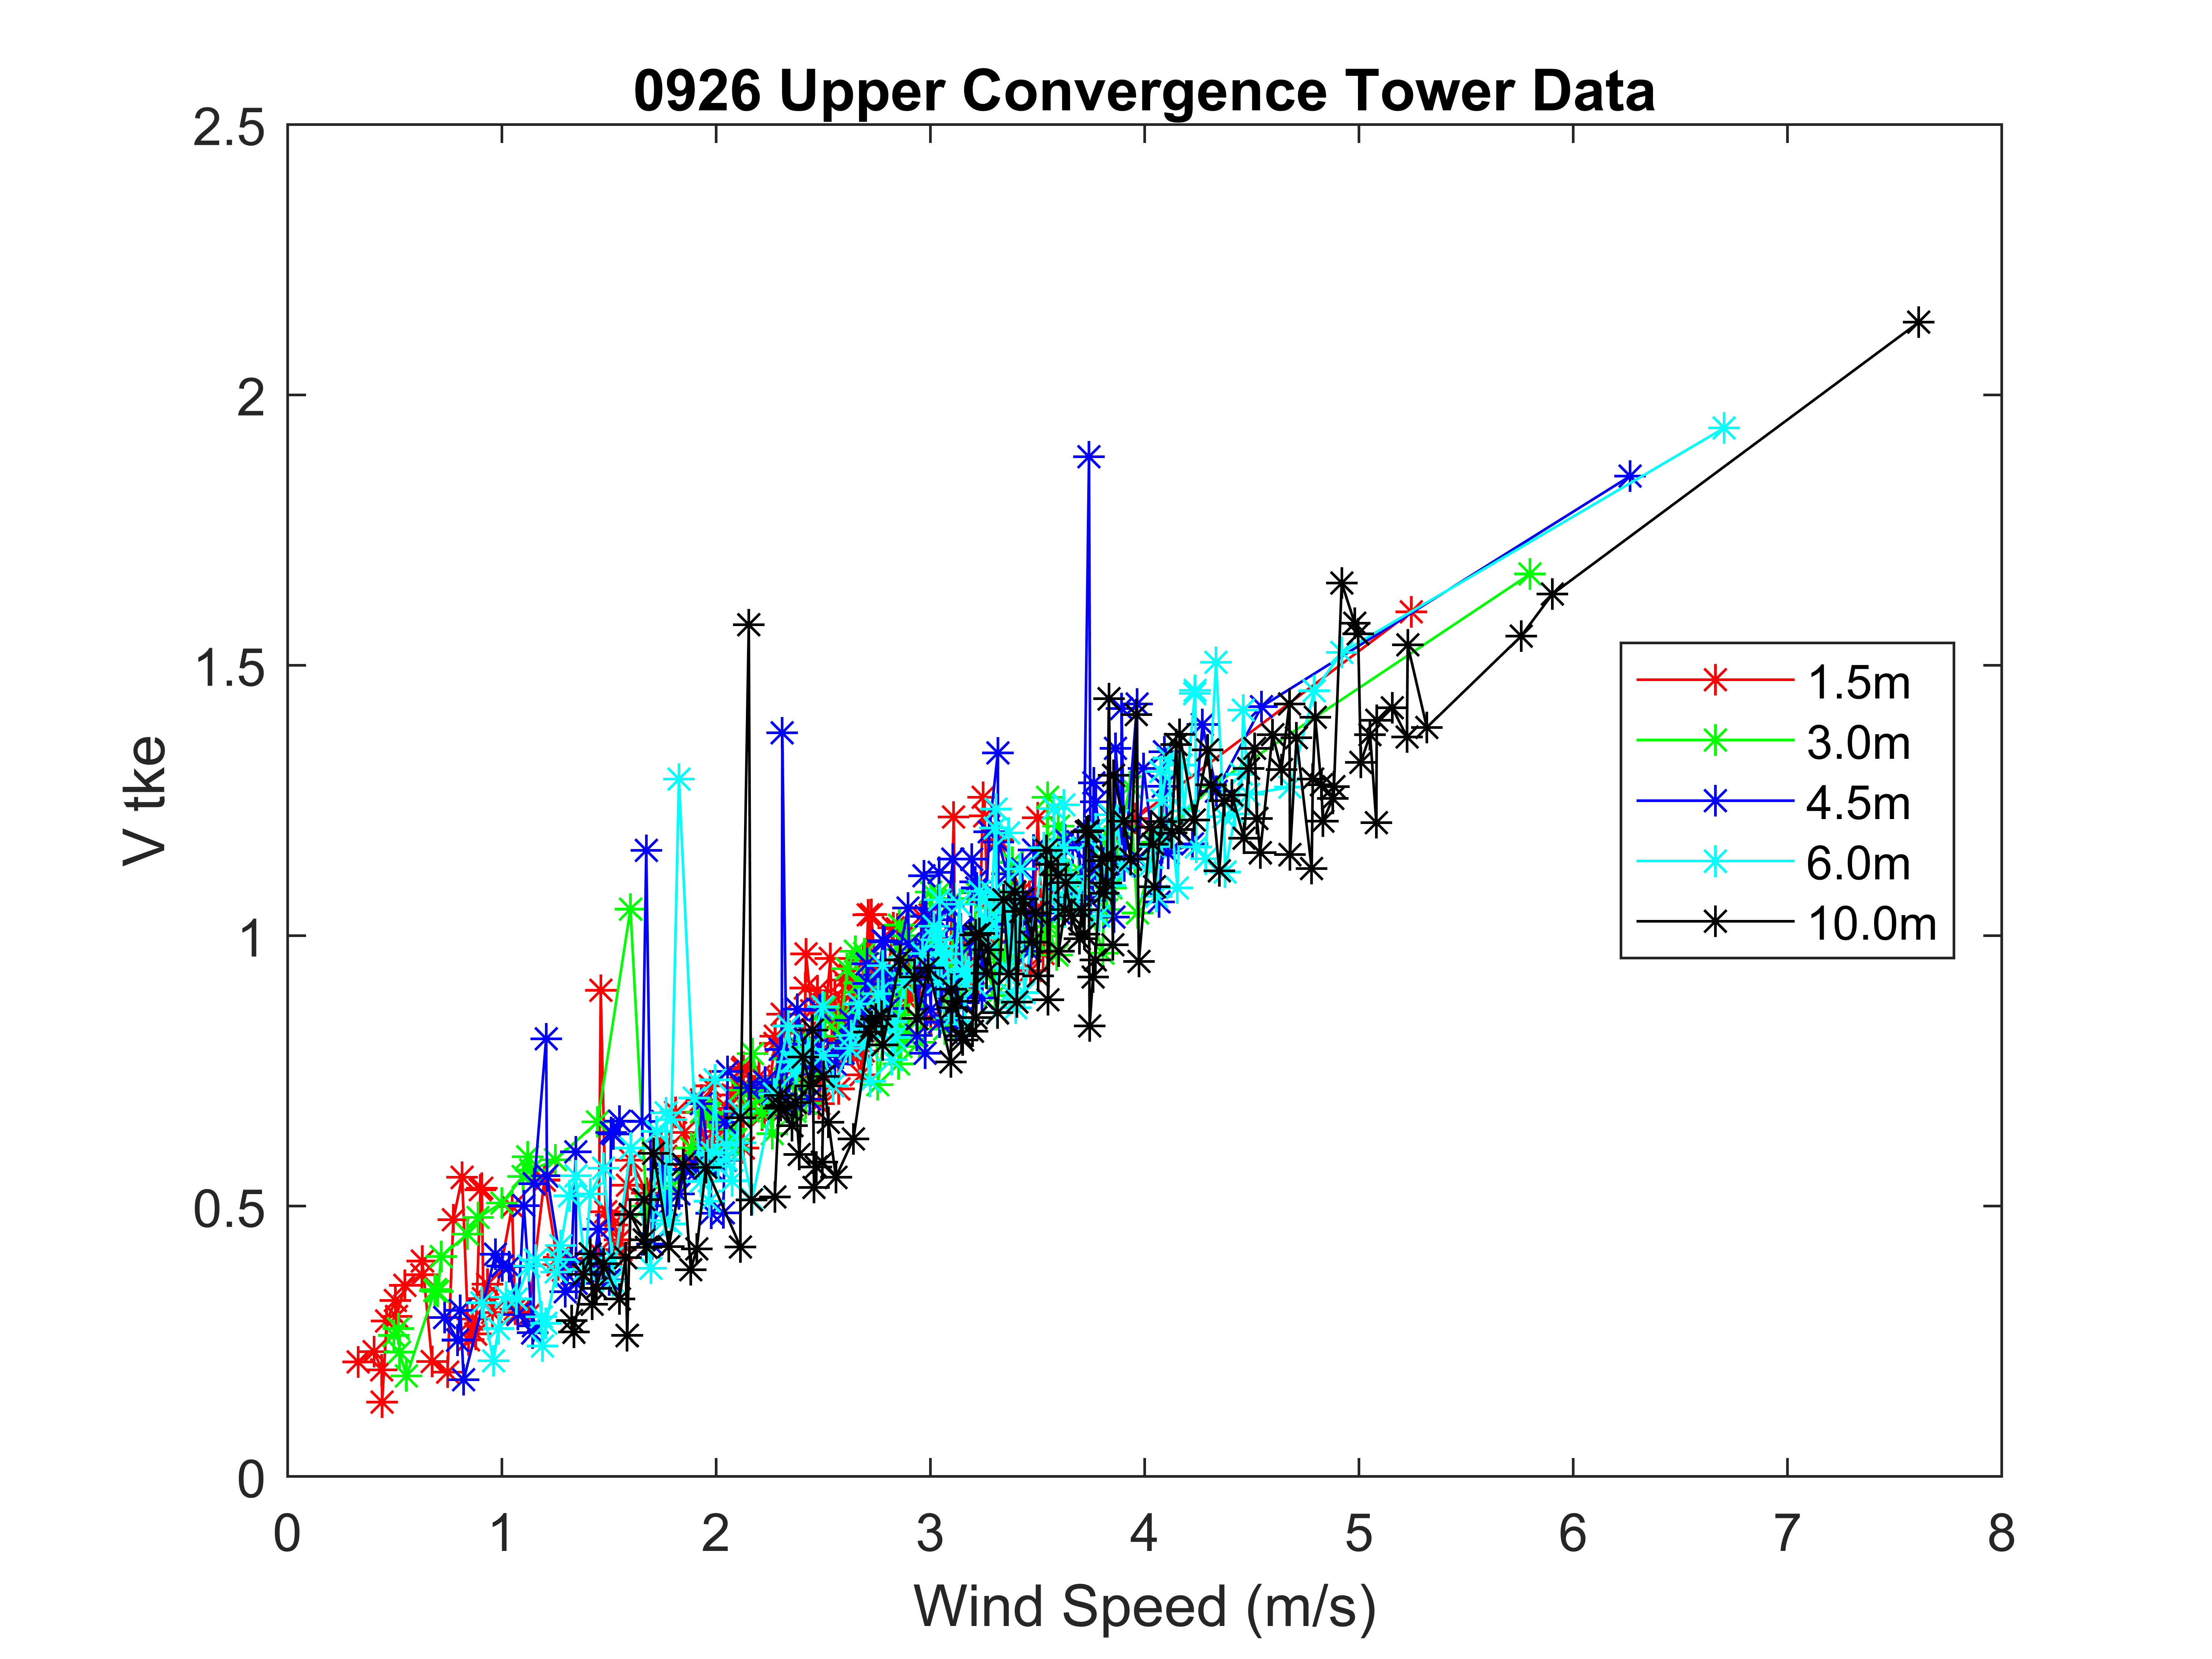 0926 Upper Convergence Tower Data
2.5
2
1.5
1
0.5
0
V tke
0 1 2 3 4 5 6 7 8
Wind Speed (m/s)
1.5m
3.0m
4.5m
6.0m
10.0m